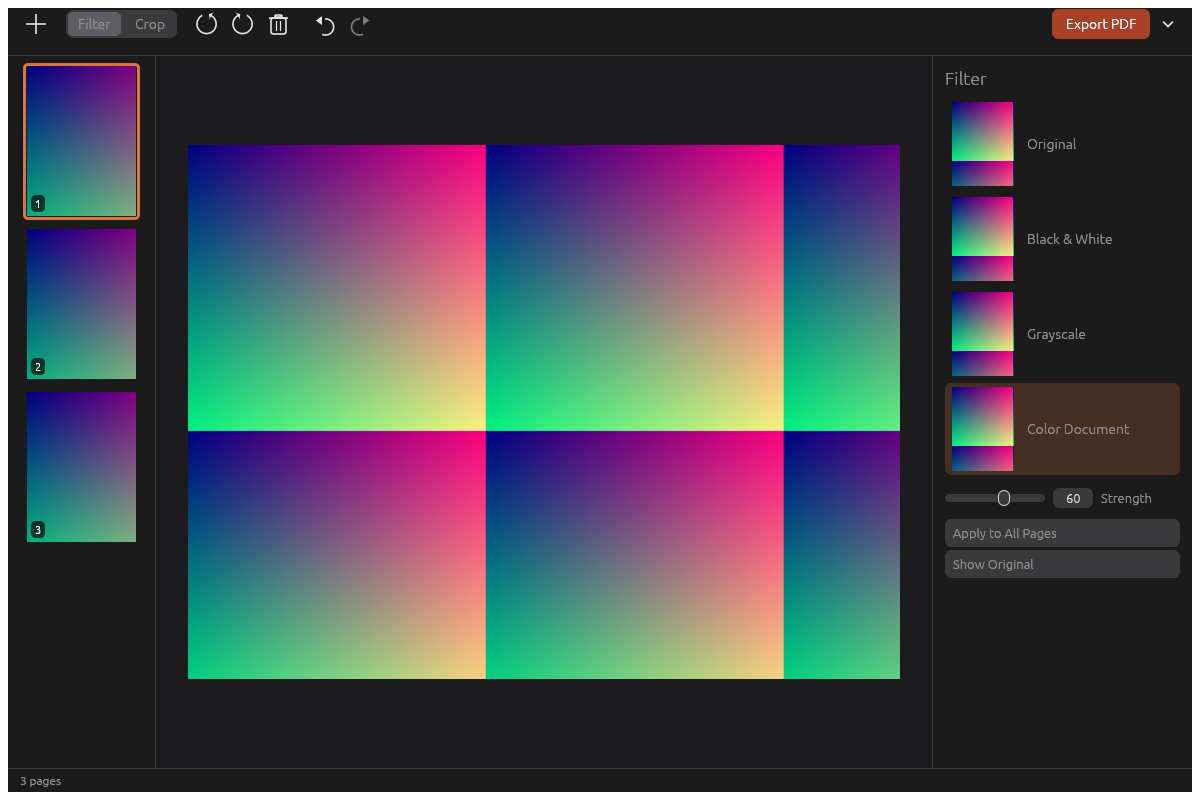 Filter Crop Export PDF
1
2
3
Filter
Original
Black & White
Grayscale
Color Document
60 Strength
Apply to All Pages
Show Original
3 pages